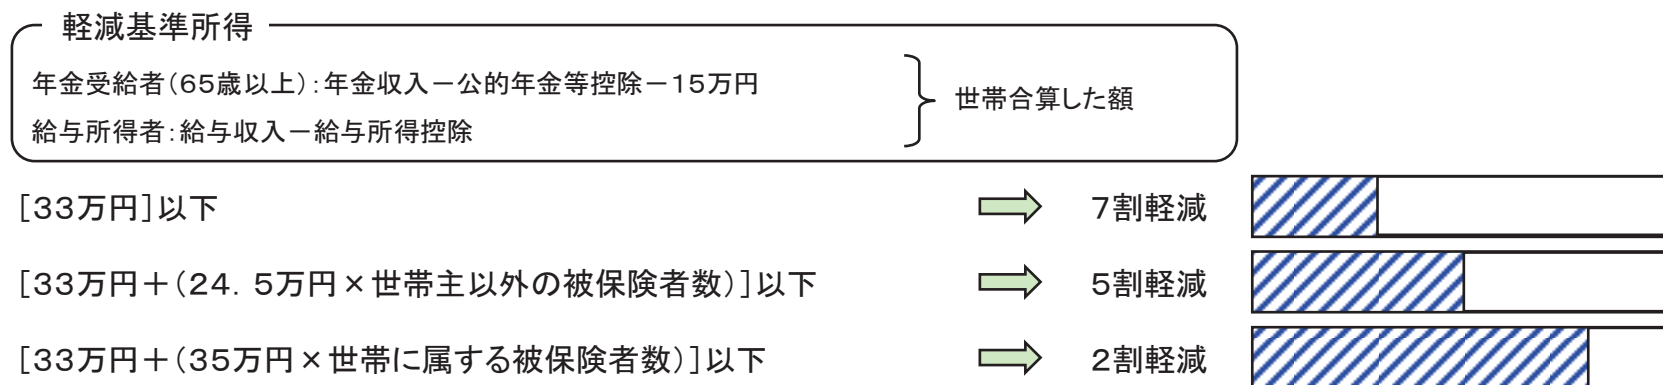 軽減基準所得
年金受給者(65歳以上):年金収入-公的年金等控除-15万円
給与所得者:給与収入-給与所得控除
世帯合算した額
[33万円]以下 7割軽減
[33万円+(24.5万円×世帯主以外の被保険者数)]以下 5割軽減
[33万円+(35万円×世帯に属する被保険者数)]以下 2割軽減